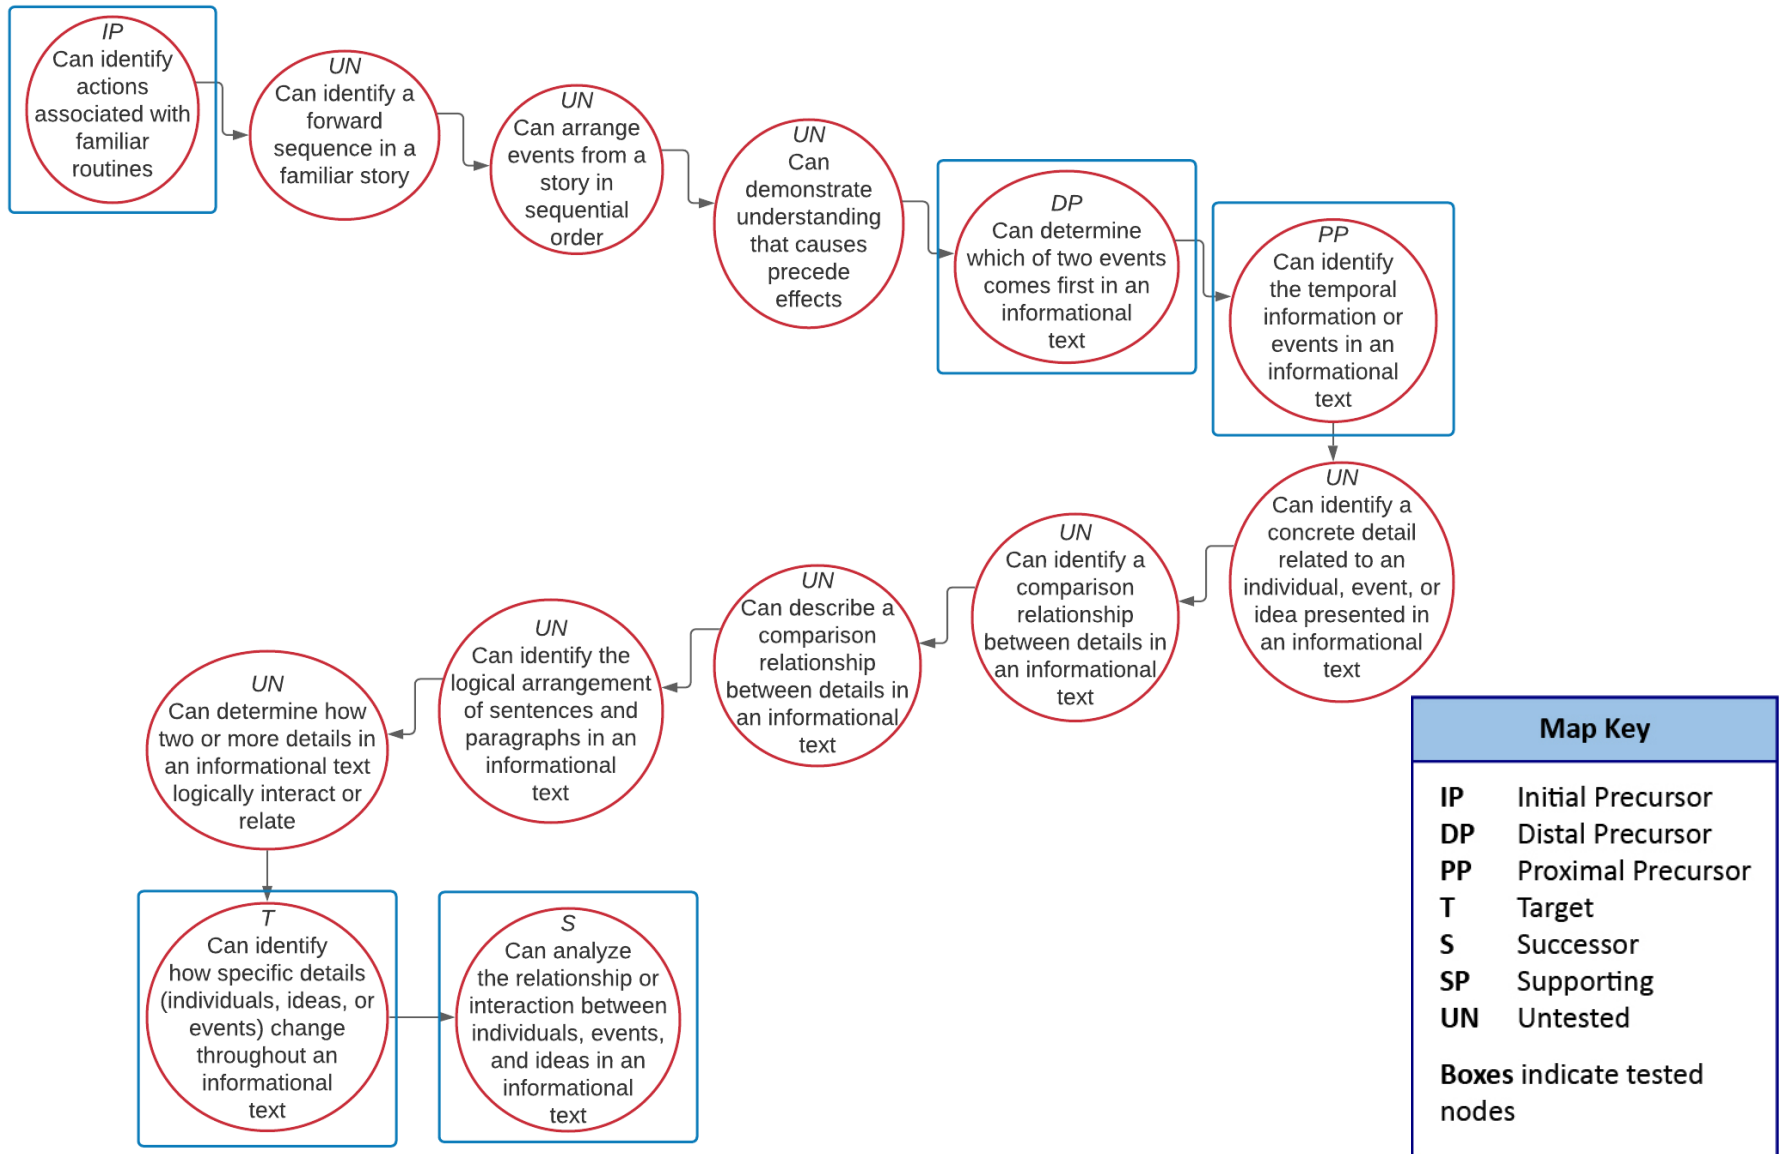 IP
Can identify
actions
associated with
familiar
routines
UN
Can identify a
forward
sequence in a
familiar story
UN
Can arrange
events from a
story in
sequential
order
UN
Can
demonstrate
understanding
that causes
precede
effects
DP
Can determine
which of two events
comes first in an
informational
text
PP
Can identify
the temporal
information or
events in an
informational
text
UN
Can identify a
concrete detail
related to an
individual, event, or
idea presented in
an informational
text
UN
Can identify a
comparison
relationship
between details in
an informational
text
UN
Can describe a
comparison
relationship
between details in
an informational
text
UN
Can identify the
logical arrangement
of sentences and
paragraphs in an
informational
text
UN
Can determine how
two or more details in
an informational text
logically interact or
relate
T
Can identify
how specific details
(individuals, ideas, or
events) change
throughout an
informational
text
S
Can analyze
the relationship or
interaction between
individuals, events,
and ideas in an
informational
text
Map Key
IP Initial Precursor
DP Distal Precursor
PP Proximal Precursor
T Target
S Successor
SP Supporting
UN Untested
Boxes indicate tested
nodes